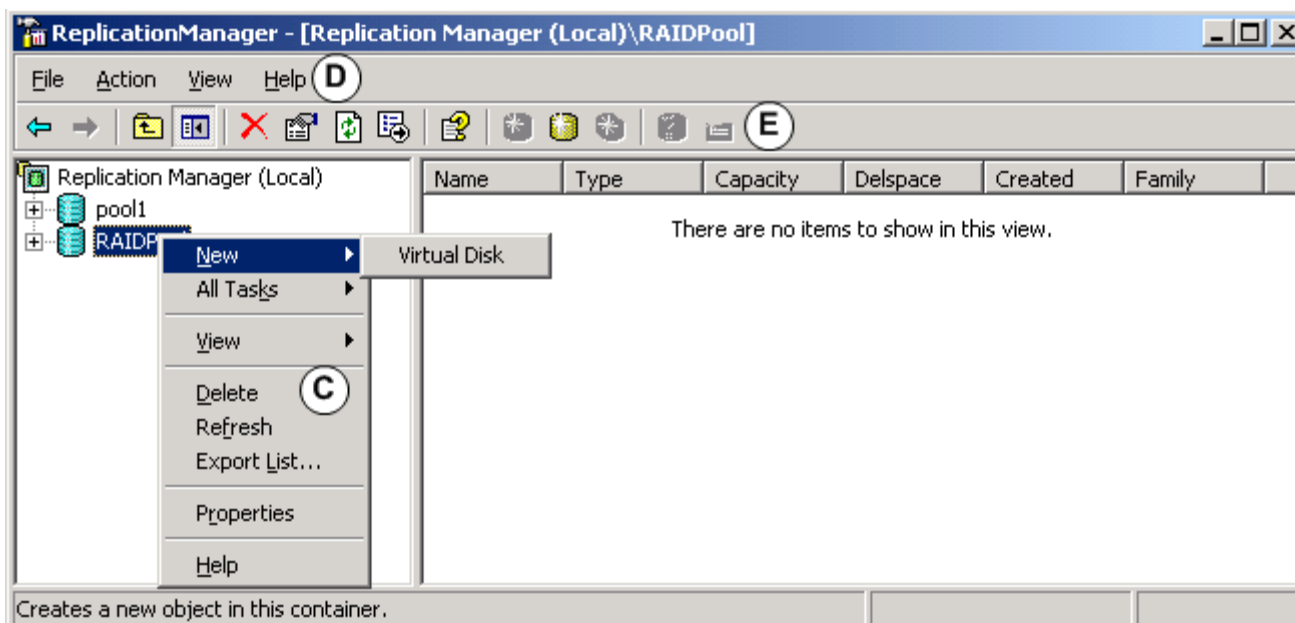 ReplicationManager - [Replication Manager (Local)\RAIDPool]
File Action View Help D
E
Replication Manager (Local)
Name Type Capacity Delspace Created Family
pool1
There are no items to show in this view.
RAIDP
New
Virtual Disk
All Tasks
View
Delete C
Refresh
Export List...
Properties
Help
Creates a new object in this container.